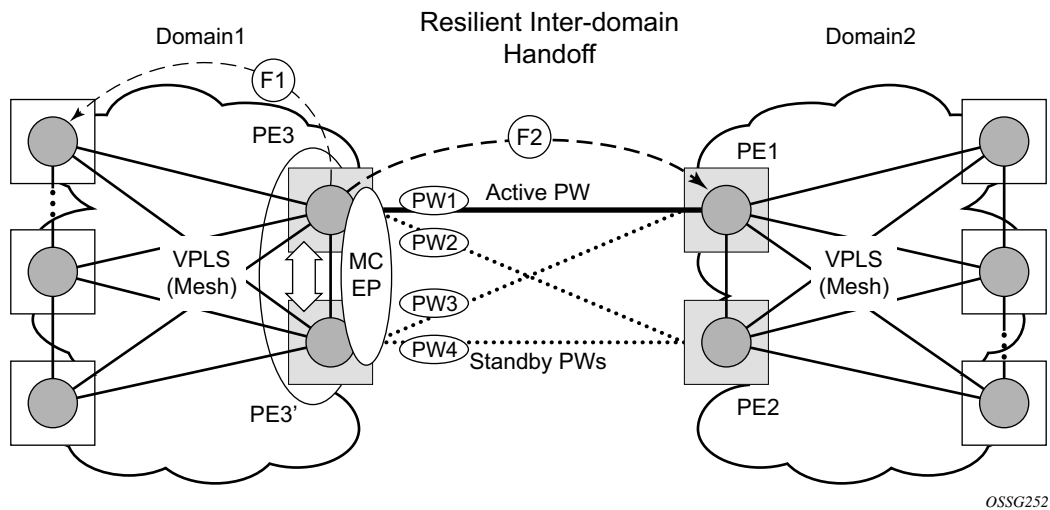 Resilient Inter-domain
Handoff
Domain1
Domain2
F1
F2
PE3
PE1
PW1
Active PW
PW2
VPLS
(Mesh)
MC
EP
VPLS
(Mesh)
PW3
PW4
Standby PWs
PE3’
PE2
OSSG252